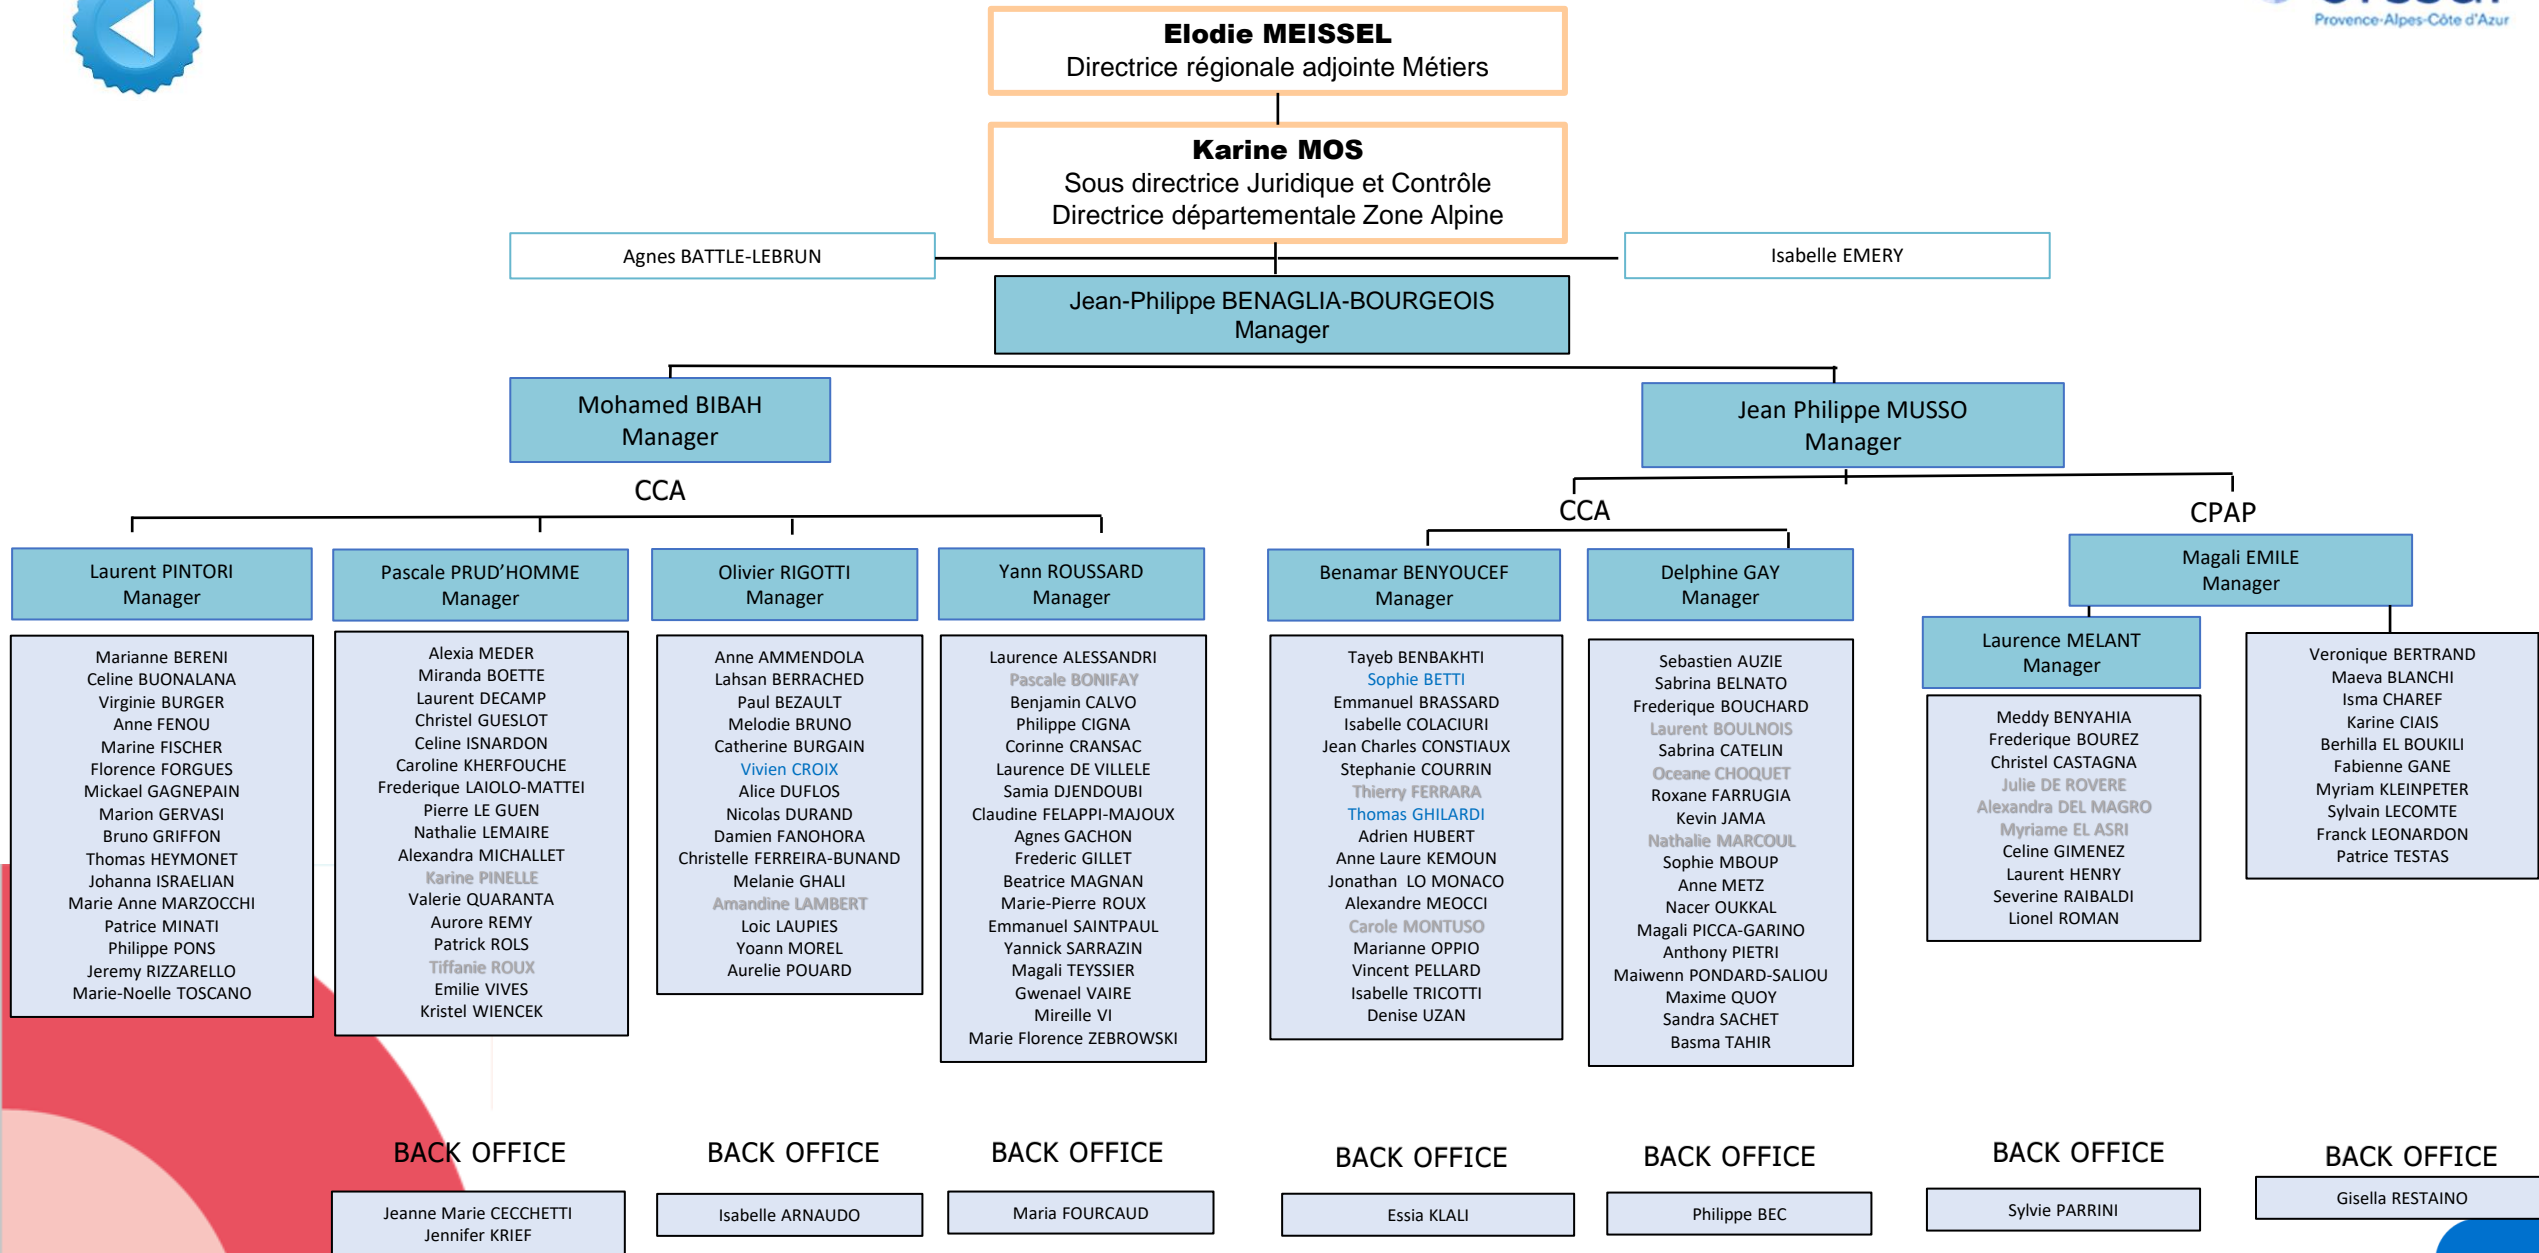 Provence-Alpes-Côte d'Azur
Elodie MEISSEL
Directrice régionale adjointe Métiers
Karine MOS
Sous directrice Juridique et Contrôle
Directrice départementale Zone Alpine
Agnes BATTLE-LEBRUN
Isabelle EMERY
Jean-Philippe BENAGLIA-BOURGEOIS
Manager
Mohamed BIBAH
Manager
Jean Philippe MUSSO
Manager
CCA
CCA
CPAP
Laurent PINTORI
Manager
Marianne BERENI
Celine BUONALANA
Virginie BURGER
Anne FENOU
Marine FISCHER
Florence FORGUES
Mickael GAGNEPAIN
Marion GERVASI
Bruno GRIFFON
Thomas HEYMONET
Johanna ISRAELIAN
Marie Anne MARZOCCHI
Patrice MINATI
Philippe PONS
Jeremy RIZZARELLO
Marie-Noelle TOSCANO
Pascale PRUD’HOMME
Manager
Alexia MEDER
Miranda BOETTE
Laurent DECAMP
Christel GUESLOT
Celine ISNARDON
Caroline KHERFOUCHE
Frederique LAIOLO-MATTEI
Pierre LE GUEN
Nathalie LEMAIRE
Alexandra MICHALLET
Karine PINELLE
Valerie QUARANTA
Aurore REMY
Patrick ROLS
Tiffanie ROUX
Emilie VIVES
Kristel WIENCEK
Olivier RIGOTTI
Manager
Anne AMMENDOLA
Lahsan BERRACHED
Paul BEZAULT
Melodie BRUNO
Catherine BURGAIN
Vivien CROIX
Alice DUFLOS
Nicolas DURAND
Damien FANOHORA
Christelle FERREIRA-BUNAND
Melanie GHALI
Amandine LAMBERT
Loic LAUPIES
Yoann MOREL
Aurelie POUARD
Yann ROUSSARD
Manager
Laurence ALESSANDRI
Pascale BONIFAY
Benjamin CALVO
Philippe CIGNA
Corinne CRANSAC
Laurence DE VILLELE
Samia DJENDOUBI
Claudine FELAPPI-MAJOUX
Agnes GACHON
Frederic GILLET
Beatrice MAGNAN
Marie-Pierre ROUX
Emmanuel SAINTPAUL
Yannick SARRAZIN
Magali TEYSSIER
Gwenael VAIRE
Mireille VI
Marie Florence ZEBROWSKI
Benamar BENYOUCEF
Manager
Tayeb BENBAKHTI
Sophie BETTI
Emmanuel BRASSARD
Isabelle COLACIURI
Jean Charles CONSTIAUX
Stephanie COURRIN
Thierry FERRARA
Thomas GHILARDI
Adrien HUBERT
Anne Laure KEMOUN
Jonathan LO MONACO
Alexandre MEOCCI
Carole MONTUSO
Marianne OPPIO
Vincent PELLARD
Isabelle TRICOTTI
Denise UZAN
Delphine GAY
Manager
Sebastien AUZIE
Sabrina BELNATO
Frederique BOUCHARD
Laurent BOULNOIS
Sabrina CATELIN
Oceane CHOQUET
Roxane FARRUGIA
Kevin JAMA
Nathalie MARCOUL
Sophie MBOUP
Anne METZ
Nacer OUKKAL
Magali PICCA-GARINO
Anthony PIETRI
Maiwenn PONDARD-SALIOU
Maxime QUOY
Sandra SACHET
Basma TAHIR
Magali EMILE
Manager
Laurence MELANT
Manager
Meddy BENYAHIA
Frederique BOUREZ
Christel CASTAGNA
Julie DE ROVERE
Alexandra DEL MAGRO
Myriame EL ASRI
Celine GIMENEZ
Laurent HENRY
Severine RAIBALDI
Lionel ROMAN
Veronique BERTRAND
Maeva BLANCHI
Isma CHAREF
Karine CIAIS
Berhilla EL BOUKILI
Fabienne GANE
Myriam KLEINPETER
Sylvain LECOMTE
Franck LEONARDON
Patrice TESTAS
BACK OFFICE
Jeanne Marie CECCHETTI
Jennifer KRIEF
BACK OFFICE
Isabelle ARNAUDO
BACK OFFICE
Maria FOURCAUD
BACK OFFICE
Essia KLALI
BACK OFFICE
Philippe BEC
BACK OFFICE
Sylvie PARRINI
BACK OFFICE
Gisella RESTAINO